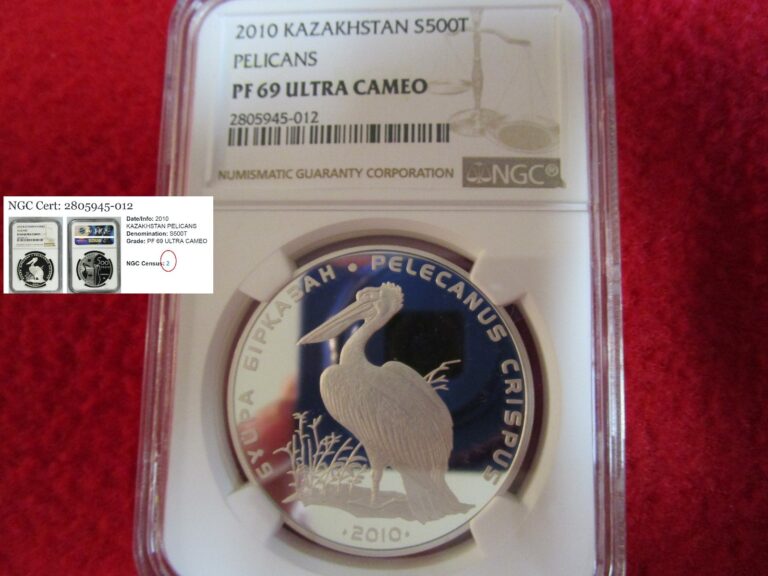 2010 KAZAKHSTAN S500T
PELICANS
PF 69 ULTRA CAMEO
2805945-012
NUMISMATIC GUARANTY CORPORATION
NGC®
NGC Cert: 2805945-012
Date/Info: 2010
KAZAKHSTAN PELICANS
Denomination: S500T
Grade: PF 69 ULTRA CAMEO
NGC Census: 2
БҰЙРА БІРҚАЗАН • PELECANUS CRISPUS
•2010•